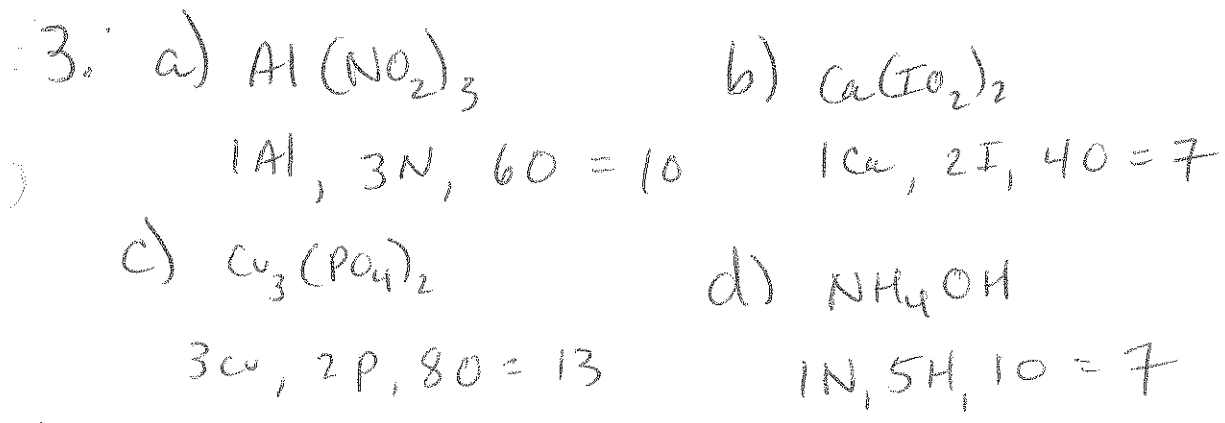 3. a) Al(NO₂)₃ b) Ca(IO₂)₂
1Al, 3N, 6O = 10 1Ca, 2I, 4O = 7
c) Cu₃(PO₄)₂ d) NH₄OH
3Cu, 2P, 8O = 13 1N, 5H, 1O = 7